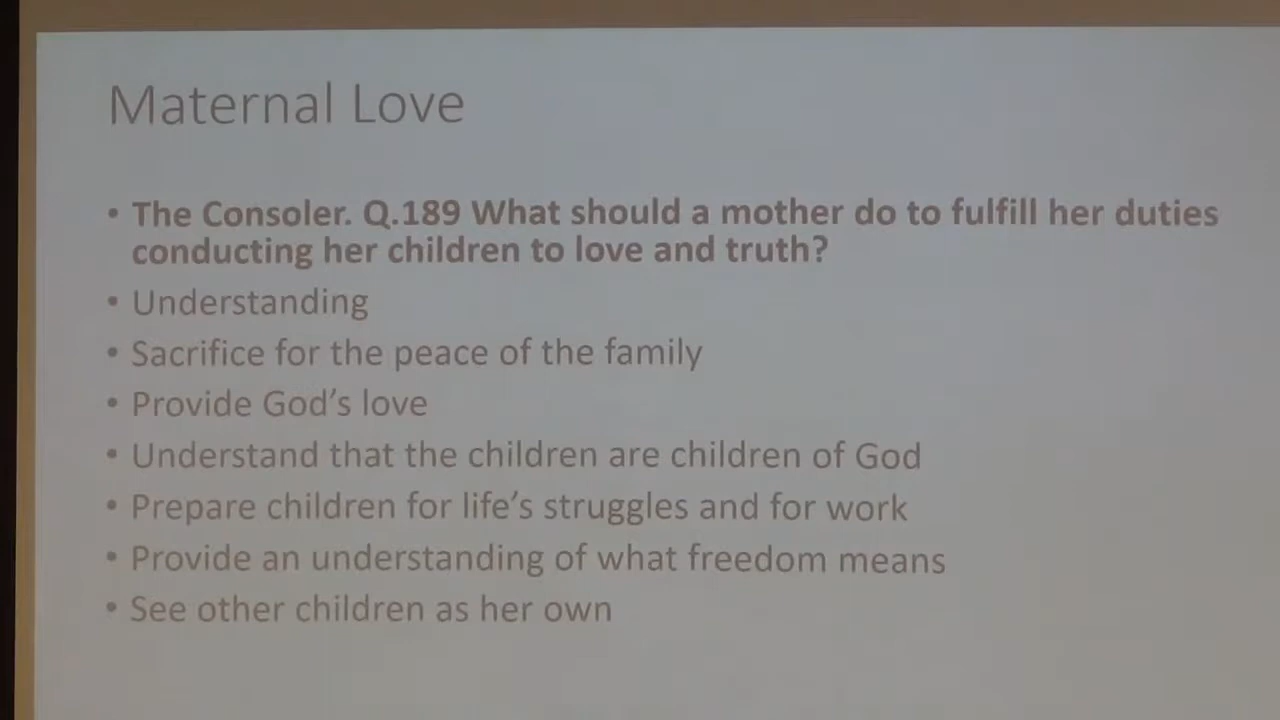 Maternal Love
• The Consoler. Q.189 What should a mother do to fulfill her duties
conducting her children to love and truth?
• Understanding
• Sacrifice for the peace of the family
• Provide God's love
• Understand that the children are children of God
• Prepare children for life's struggles and for work
• Provide an understanding of what freedom means
• See other children as her own